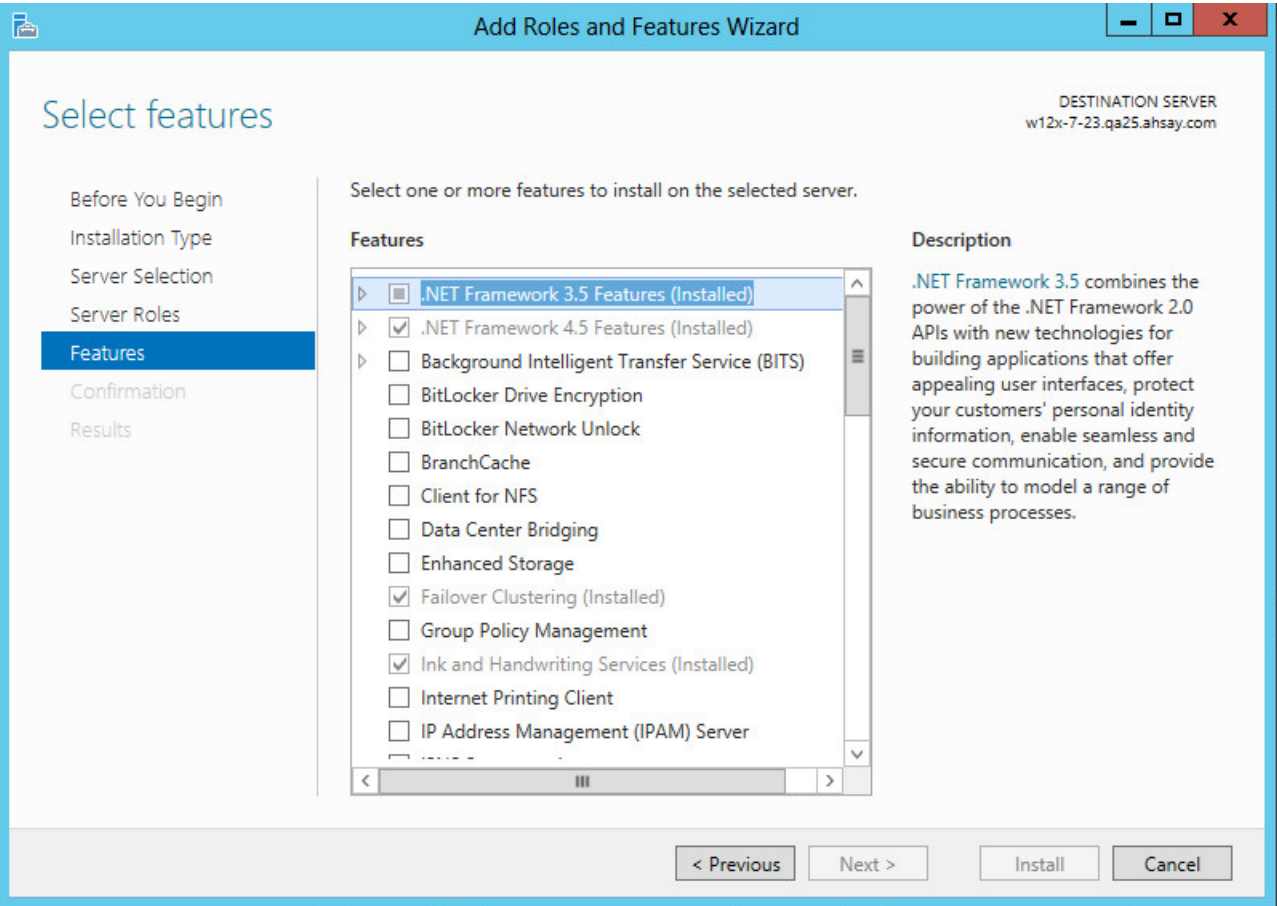 Add Roles and Features Wizard
Select features
DESTINATION SERVER
w12x-7-23.qa25.ahsay.com
Before You Begin
Installation Type
Server Selection
Server Roles
Features
Confirmation
Results
Select one or more features to install on the selected server.
Features
.NET Framework 3.5 Features (Installed)
.NET Framework 4.5 Features (Installed)
Background Intelligent Transfer Service (BITS)
BitLocker Drive Encryption
BitLocker Network Unlock
BranchCache
Client for NFS
Data Center Bridging
Enhanced Storage
Failover Clustering (Installed)
Group Policy Management
Ink and Handwriting Services (Installed)
Internet Printing Client
IP Address Management (IPAM) Server
Description
.NET Framework 3.5 combines the
power of the .NET Framework 2.0
APIs with new technologies for
building applications that offer
appealing user interfaces, protect
your customers' personal identity
information, enable seamless and
secure communication, and provide
the ability to model a range of
business processes.
< Previous
Next >
Install
Cancel